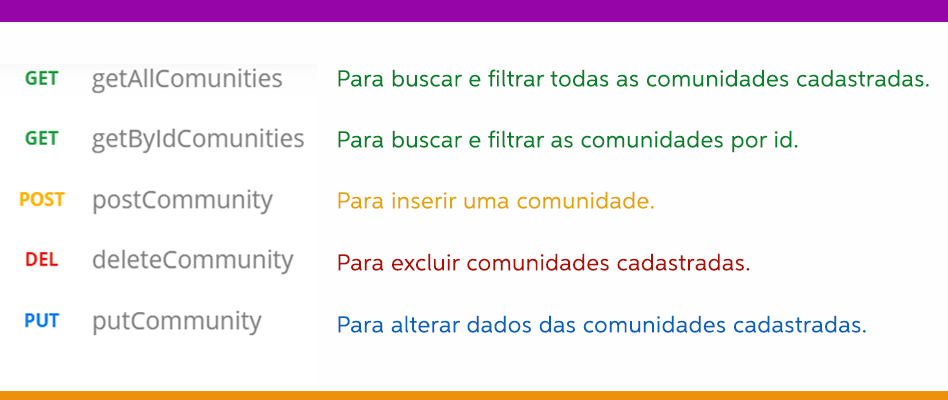 GET getAllComunities Para buscar e filtrar todas as comunidades cadastradas.
GET getByIdComunities Para buscar e filtrar as comunidades por id.
POST postCommunity Para inserir uma comunidade.
DEL deleteCommunity Para excluir comunidades cadastradas.
PUT putCommunity Para alterar dados das comunidades cadastradas.